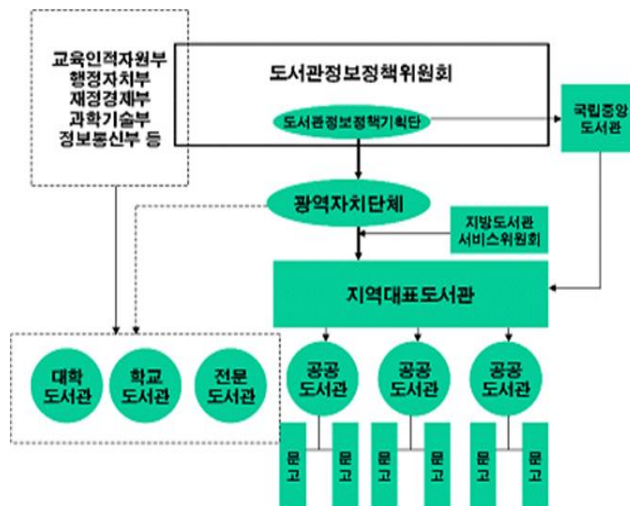 교육인적자원부
행정자치부
재정경제부
과학기술부
정보통신부 등
도서관정보정책위원회
도서관정보정책기획단
국립중앙
도서관
광역자치단체
지방도서관
서비스위원회
지역대표도서관
대학
도서관
학교
도서관
전문
도서관
공공
도서관
공공
도서관
공공
도서관
문고
문고
문고
문고
문고
문고